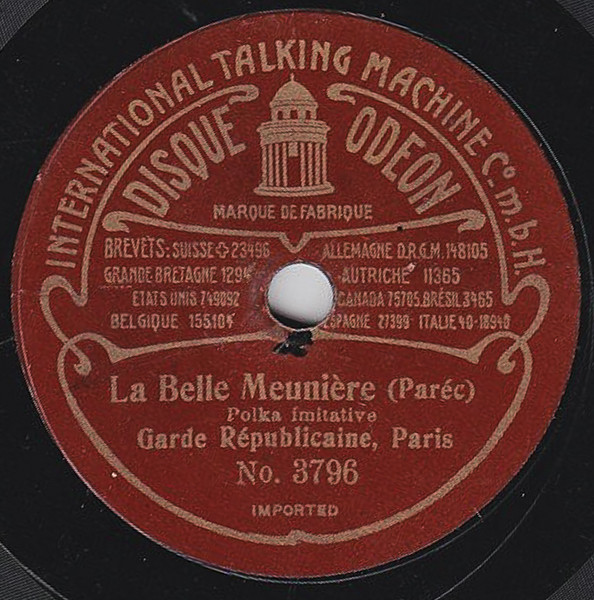 INTERNATIONAL TALKING MACHINE Co. m.b.H.
DISQUE ODEON
MARQUE DE FABRIQUE
BREVETS: SUISSE 23496 ALLEMAGNE D.R.G.M. 148105
GRANDE BRETAGNE 1294 AUTRICHE 11365
ETATS UNIS 749092 CANADA 75705. BRÉSIL 3465
BELGIQUE 155104 ESPAGNE 27399 ITALIE 40-18940
La Belle Meunière (Paréc)
Polka imitative
Garde Républicaine, Paris
No. 3796
IMPORTED